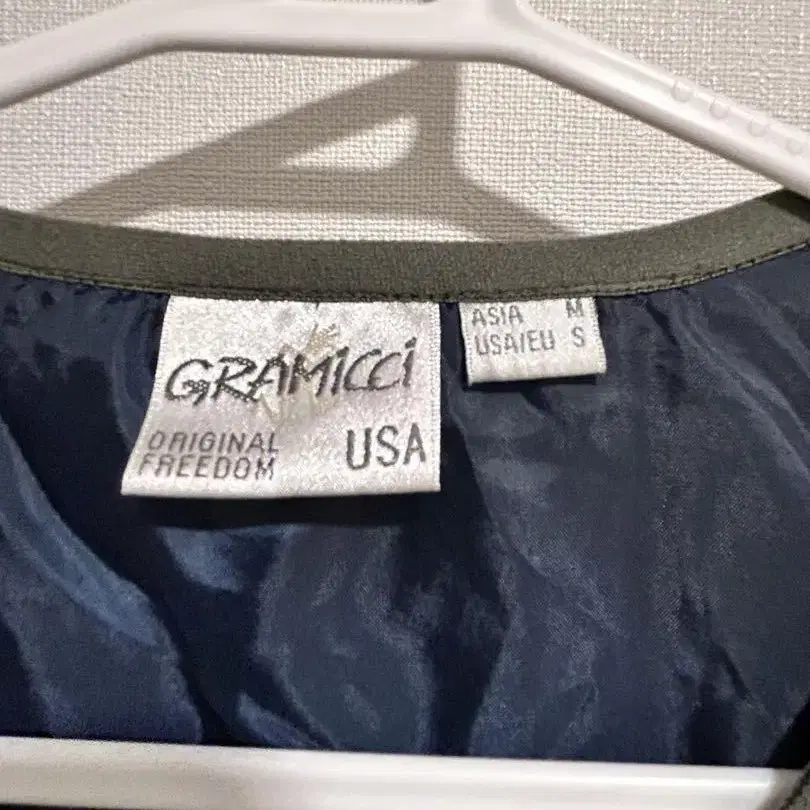 GRAMICCI
ORIGINAL
FREEDOM
USA
ASIA M
USA/EU S